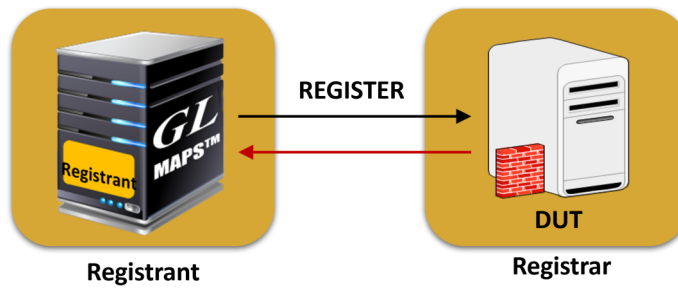 REGISTER
GL
MAPS™
Registrant
DUT
Registrant
Registrar